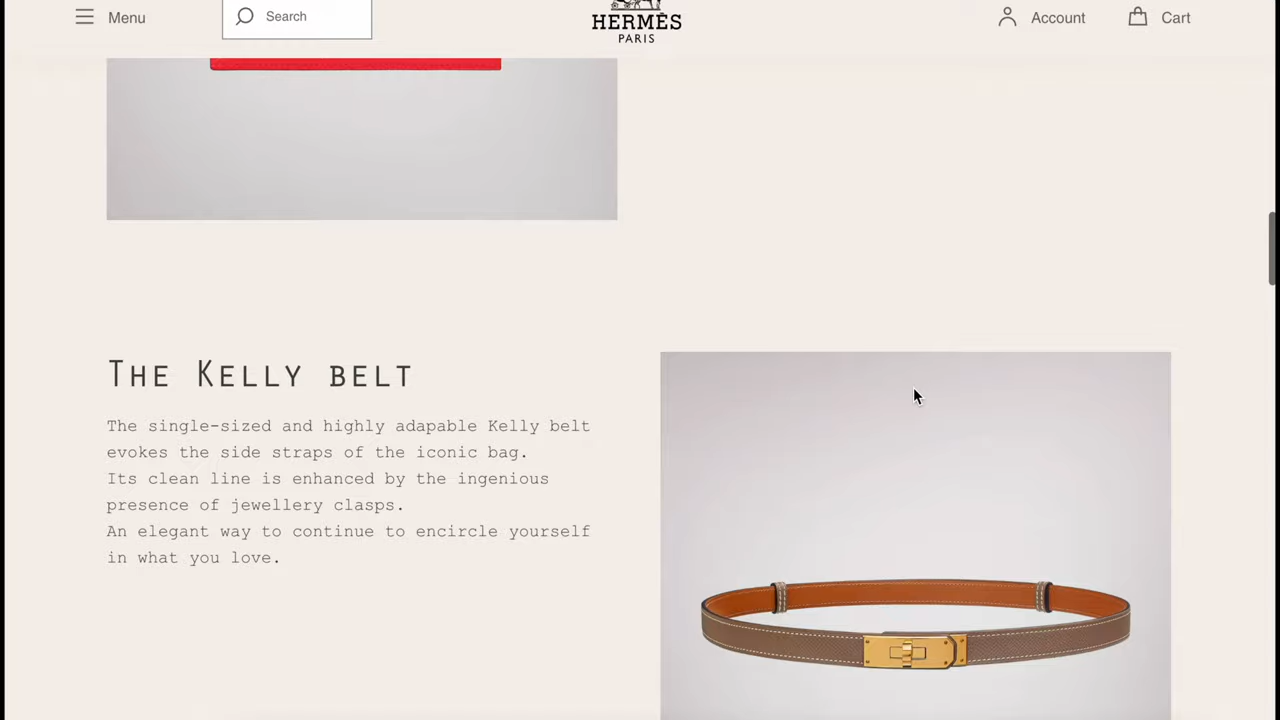 Menu
Search
HERMÈS
PARIS
Account
Cart
The Kelly belt
The single-sized and highly adapable Kelly belt
evokes the side straps of the iconic bag.
Its clean line is enhanced by the ingenious
presence of jewellery clasps.
An elegant way to continue to encircle yourself
in what you love.